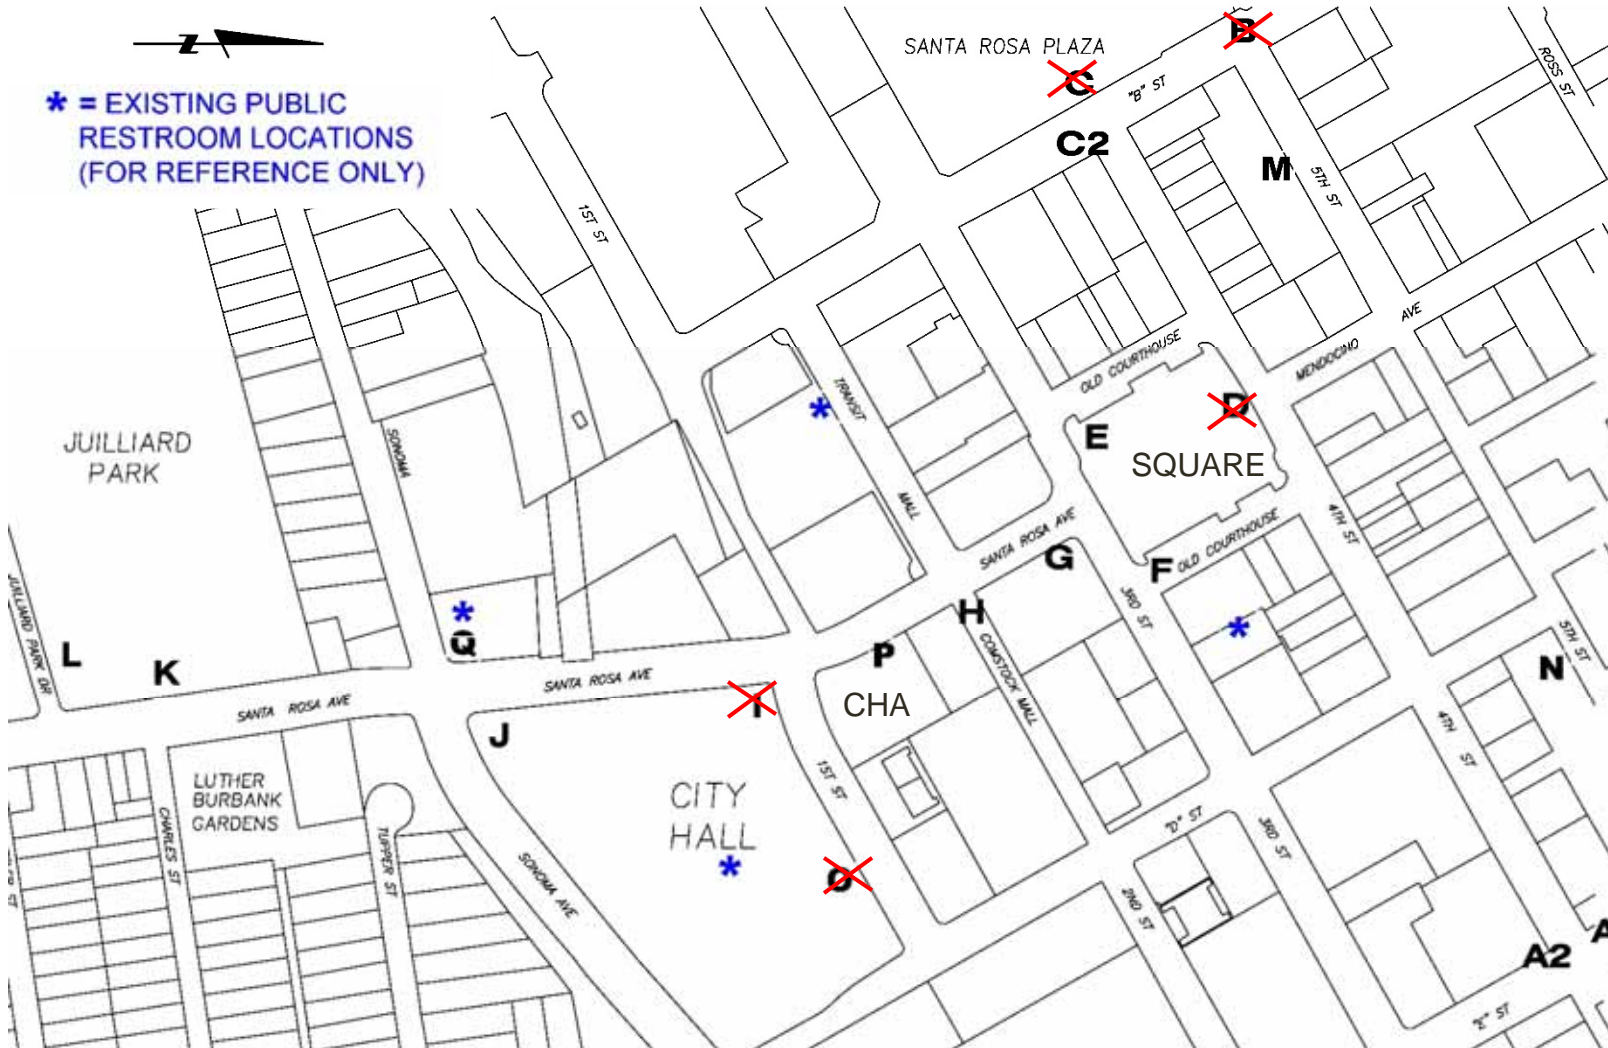 Z
* = EXISTING PUBLIC
RESTROOM LOCATIONS
(FOR REFERENCE ONLY)
SANTA ROSA PLAZA
B
C
"B" ST
ROSS ST
C2
M
5TH ST
1ST ST
AVE
MENDOCINO
OLD COURTHOUSE
TRANSIT
*
D
E
SQUARE
JUILLIARD
PARK
SONOMA
MALL
SANTA ROSA AVE
OLD COURTHOUSE
4TH ST
G
F
3RD ST
*
Q
*
H
COMSTOCK MALL
P
CHA
5TH ST
N
JUILLIARD PARK DR
L
K
SANTA ROSA AVE
SANTA ROSA AVE
I
J
4TH ST
1ST ST
LUTHER
BURBANK
GARDENS
CITY
HALL
*
O
"D" ST
3RD ST
CHARLES ST
TUPPER ST
SONOMA AVE
2ND ST
A
A2
"E" ST